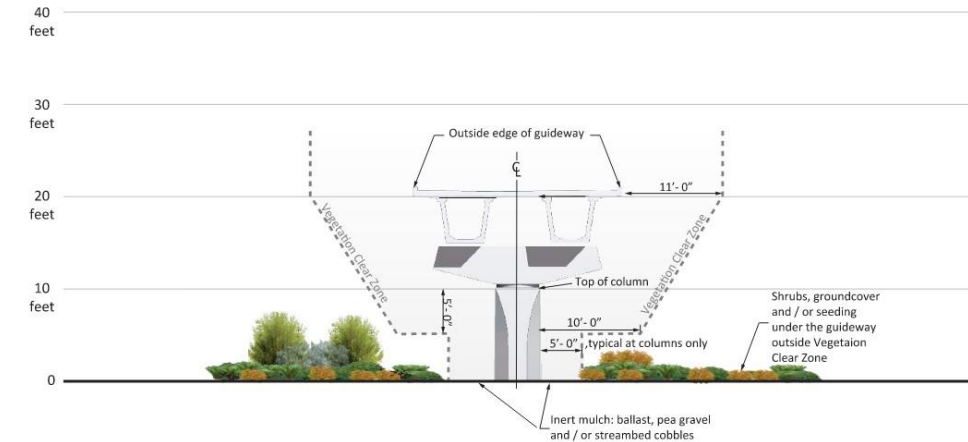 40
feet
30
feet
Outside edge of guideway
℄
11'- 0"
20
feet
Vegetation Clear Zone
Vegetation Clear Zone
Top of column
10
feet
5'- 0"
Shrubs, groundcover
and / or seeding
under the guideway
outside Vegetaion
Clear Zone
10'- 0"
5'- 0" ,typical at columns only
0
Inert mulch: ballast, pea gravel
and / or streambed cobbles